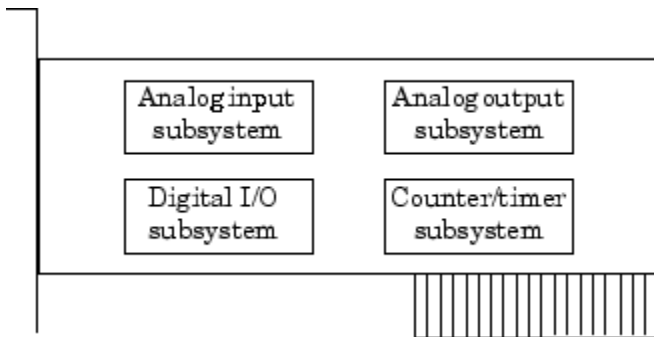 Analog input
subsystem
Analog output
subsystem
Digital I/O
subsystem
Counter/timer
subsystem